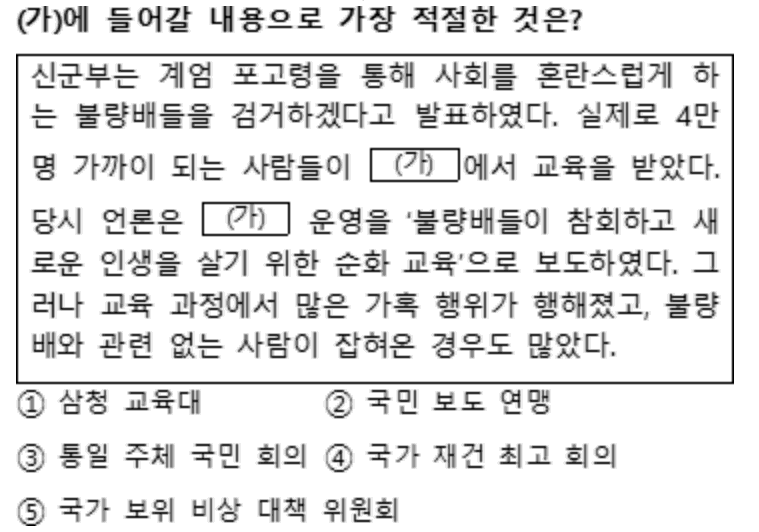 (가)에 들어갈 내용으로 가장 적절한 것은?
신군부는 계엄 포고령을 통해 사회를 혼란스럽게 하
는 불량배들을 검거하겠다고 발표하였다. 실제로 4만
명 가까이 되는 사람들이 (가) 에서 교육을 받았다.
당시 언론은 (가) 운영을 ‘불량배들이 참회하고 새
로운 인생을 살기 위한 순화 교육’으로 보도하였다. 그
러나 교육 과정에서 많은 가혹 행위가 행해졌고, 불량
배와 관련 없는 사람이 잡혀온 경우도 많았다.
① 삼청 교육대 ② 국민 보도 연맹
③ 통일 주체 국민 회의 ④ 국가 재건 최고 회의
⑤ 국가 보위 비상 대책 위원회